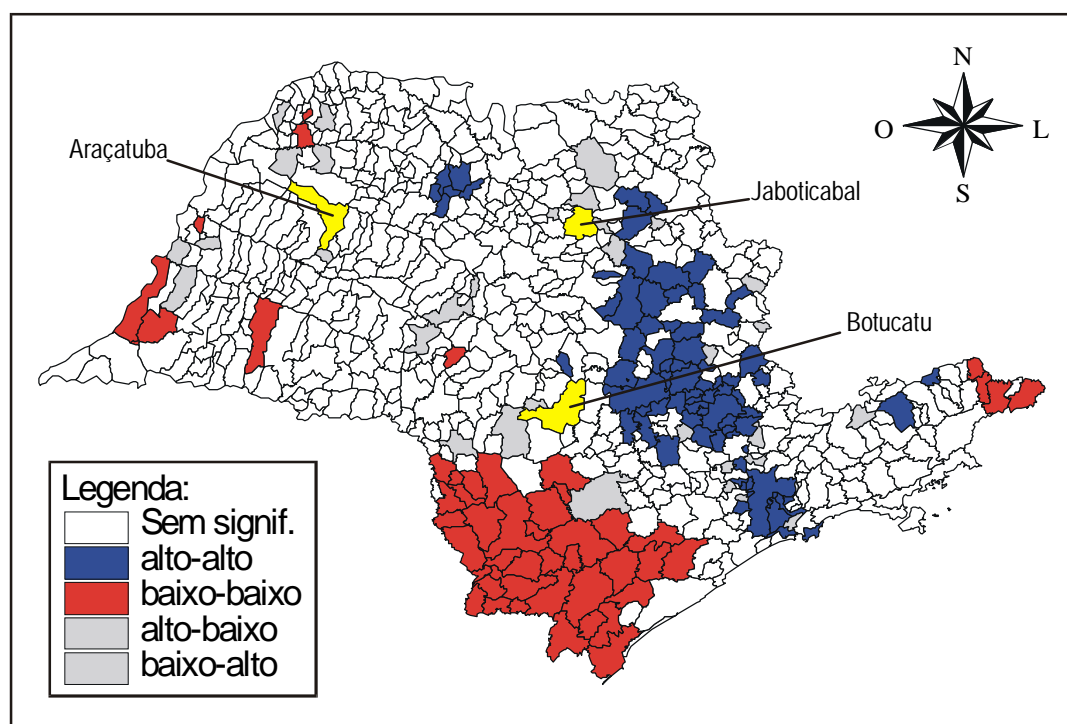 N
O
L
S
Araçatuba
Jaboticabal
Botucatu
Legenda:
Sem signif.
alto-alto
baixo-baixo
alto-baixo
baixo-alto